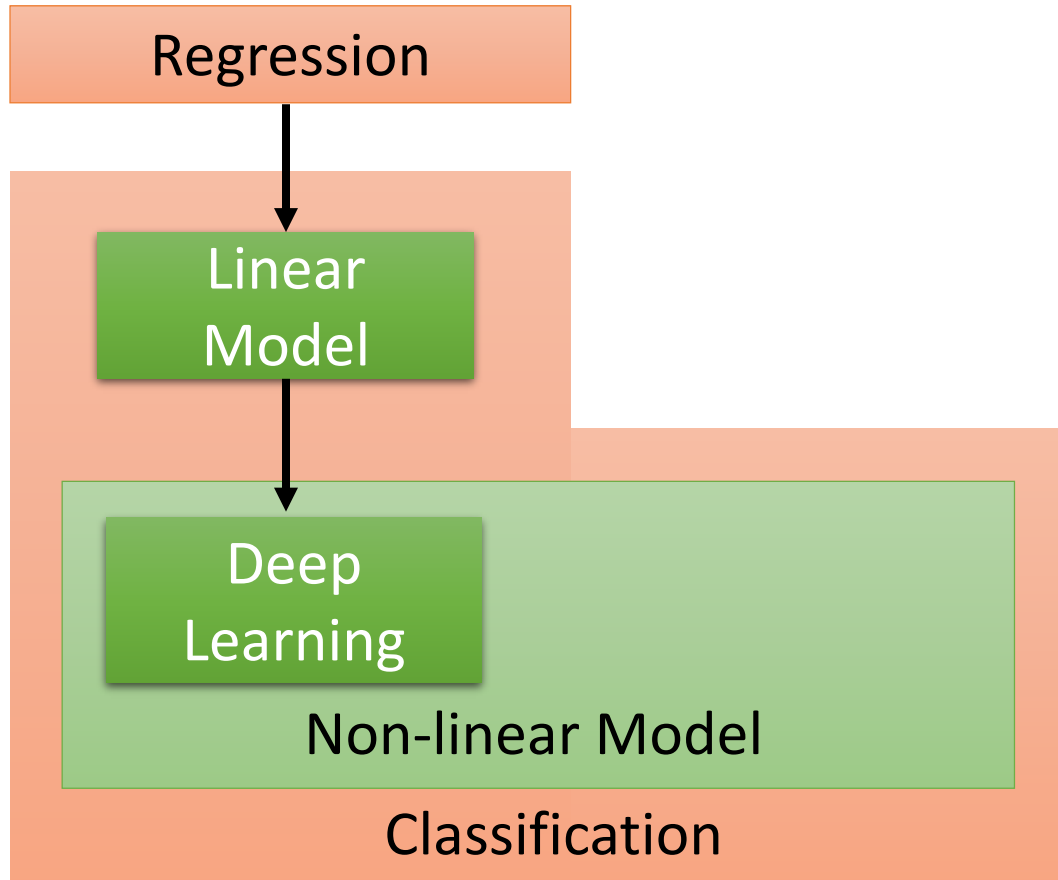 Regression
Linear
Model
Deep
Learning
Non-linear Model
Classification